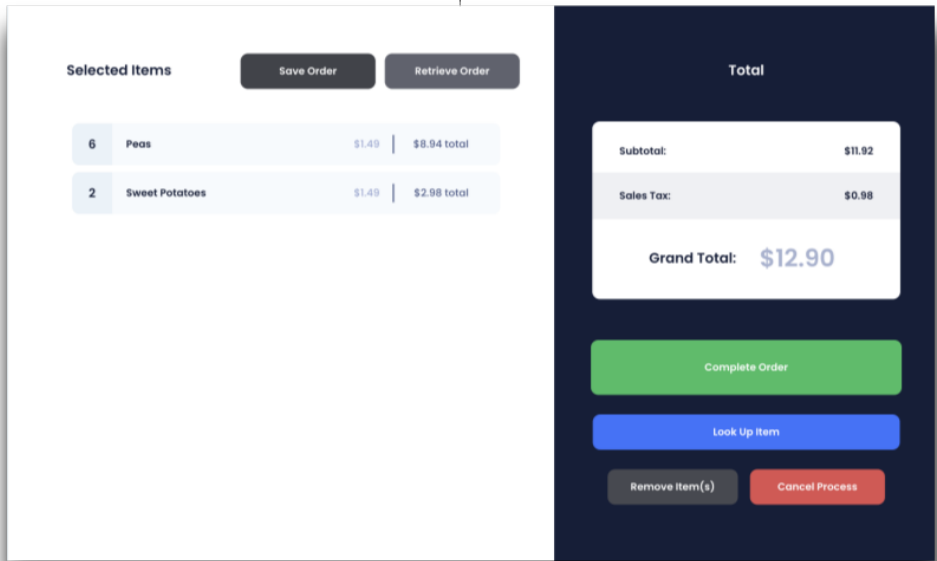 Selected Items
Save Order
Retrieve Order
6 Peas $1.49 $8.94 total
2 Sweet Potatoes $1.49 $2.98 total
Total
Subtotal: $11.92
Sales Tax: $0.98
Grand Total: $12.90
Complete Order
Look Up Item
Remove Item(s)
Cancel Process